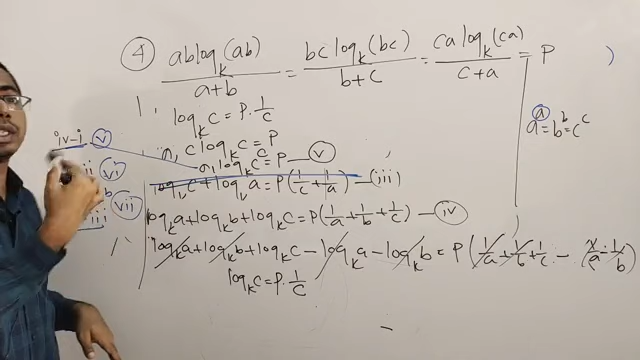 ④ ab log_k(ab) / a+b = bc log_k(bc) / b+c = ca log_k(ca) / c+a = P
log_k c = P · 1/c
a^a = b^b = c^c
iv-i ⓥ
c log_k c = P
log_k c^c = P — ⓥ
ii ⓥⓘ
log_k c + log_k a = P(1/c + 1/a) — (iii)
iii ⓥⓘⓘ
log_k a + log_k b + log_k c = P(1/a + 1/b + 1/c) — (iv)
log_k a + log_k b + log_k c - log_k a - log_k b = P(1/a + 1/b + 1/c -
log_k c = P · 1/c